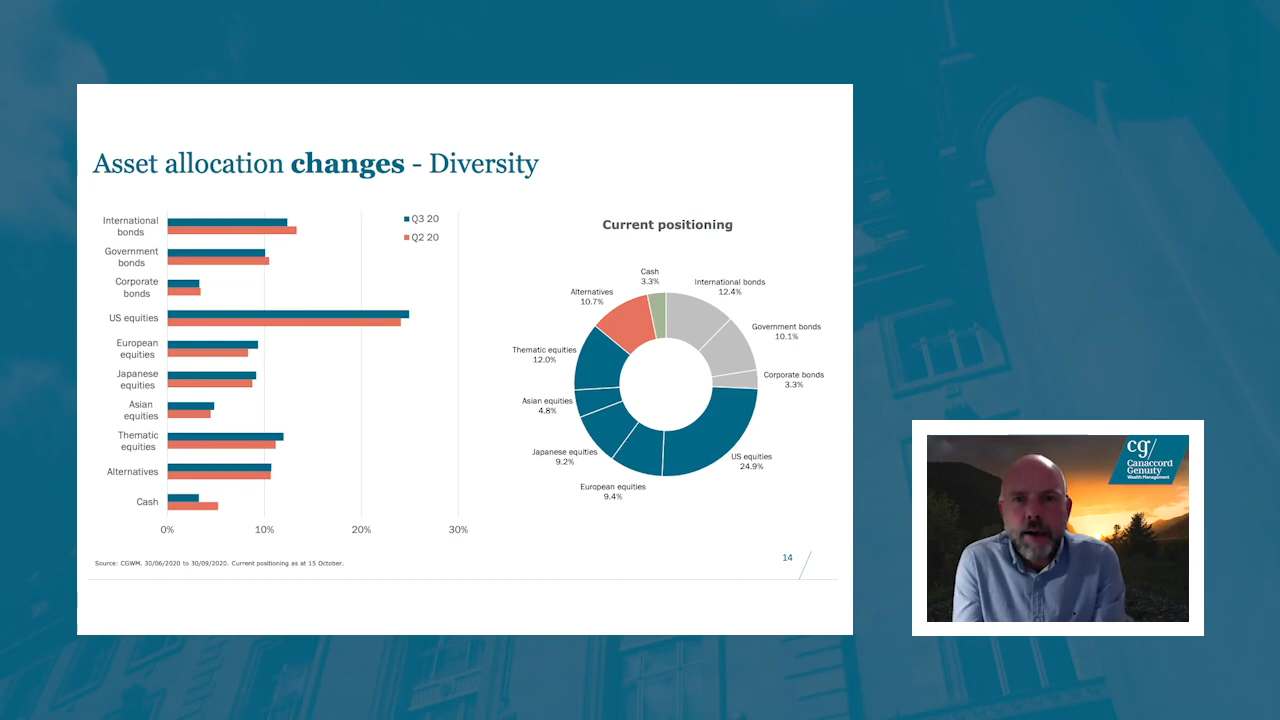 Asset allocation changes - Diversity
International
bonds
Government
bonds
Corporate
bonds
US equities
European
equities
Japanese
equities
Asian
equities
Thematic
equities
Alternatives
Cash
0%
10%
20%
30%
Q3 20
Q2 20
Current positioning
Cash
3.3%
International bonds
12.4%
Alternatives
10.7%
Government bonds
10.1%
Thematic equities
12.0%
Corporate bonds
3.3%
Asian equities
4.8%
Japanese equities
9.2%
US equities
24.9%
European equities
9.4%
Source: CGWM. 30/06/2020 to 30/09/2020. Current positioning as at 15 October.
14
cg/
Canaccord
Genuity
Wealth Management